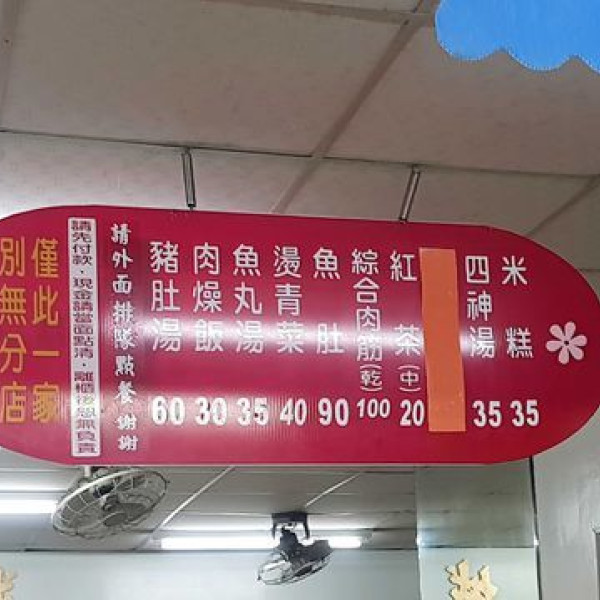 米糕 35
四神湯 35
紅茶(中) 20
綜合肉筋(乾) 100
魚肚 90
燙青菜 40
魚丸湯 35
肉燥飯 30
豬肚湯 60
請外面排隊點餐 謝謝
請先付款，現金請當面點清，離櫃後恕無負責
僅此一家
別無分店